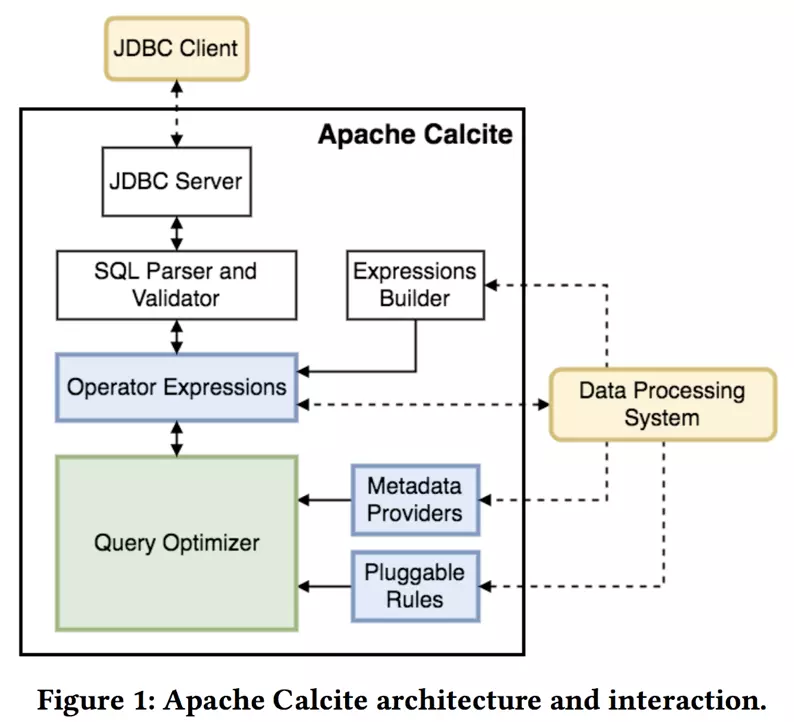 JDBC Client
Apache Calcite
JDBC Server
SQL Parser and
Validator
Expressions
Builder
Operator Expressions
Data Processing
System
Query Optimizer
Metadata
Providers
Pluggable
Rules
Figure 1: Apache Calcite architecture and interaction.